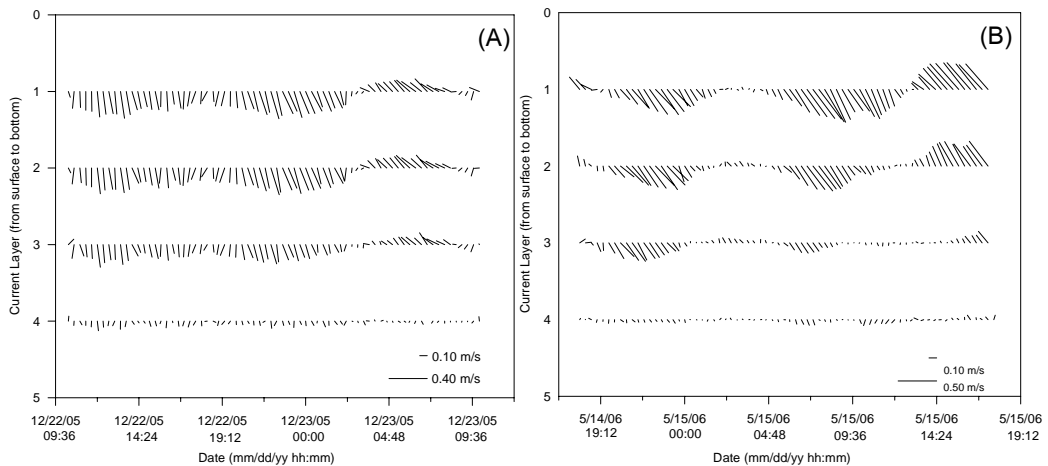 (A)
Current Layer (from surface to bottom)
0
1
2
3
4
5
0.10 m/s
0.40 m/s
12/22/05 12/22/05 12/22/05 12/23/05 12/23/05 12/23/05
09:36 14:24 19:12 00:00 04:48 09:36
Date (mm/dd/yy hh:mm)
(B)
Current Layer (from surface to bottom)
0
1
2
3
4
5
0.10 m/s
0.50 m/s
5/14/06 5/15/06 5/15/06 5/15/06 5/15/06 5/15/06
19:12 00:00 04:48 09:36 14:24 19:12
Date (mm/dd/yy hh:mm)